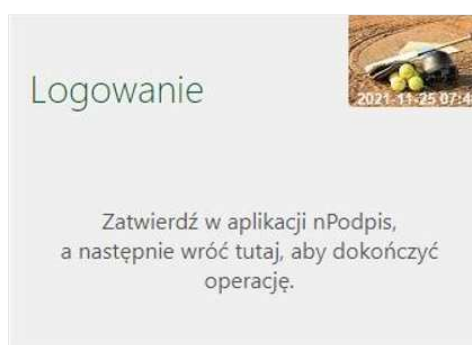 Logowanie
2021-11-25 07:4
Zatwierdź w aplikacji nPodpis,
a następnie wróć tutaj, aby dokończyć
operację.